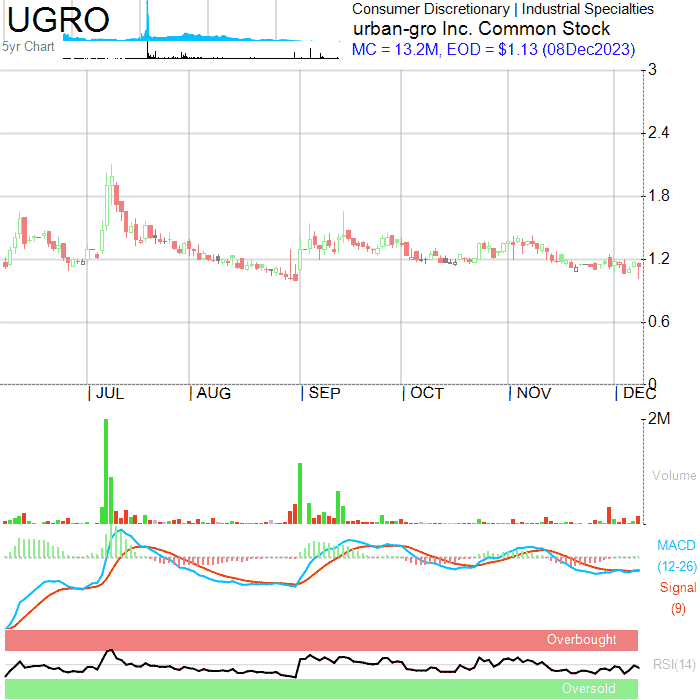 UGRO
5yr Chart
Consumer Discretionary | Industrial Specialties
urban-gro Inc. Common Stock
MC = 13.2M, EOD = $1.13 (08Dec2023)
3
2.4
1.8
1.2
0.6
0
| JUL | AUG | SEP | OCT | NOV | DEC
2M
Volume
MACD
(12-26)
Signal
(9)
Overbought
RSI(14)
Oversold